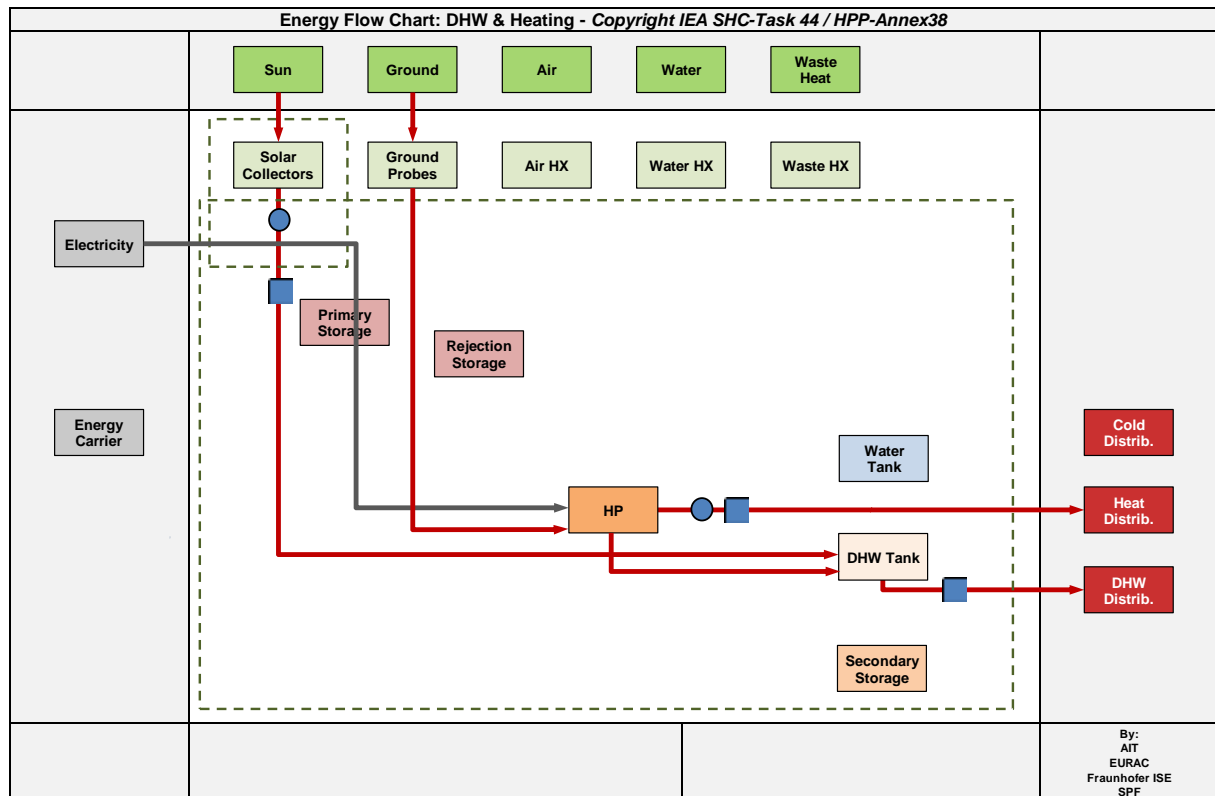 Energy Flow Chart: DHW & Heating - Copyright IEA SHC-Task 44 / HPP-Annex38
Sun
Ground
Air
Water
Waste
Heat
Solar
Collectors
Ground
Probes
Air HX
Water HX
Waste HX
Electricity
Primary
Storage
Rejection
Storage
Energy
Carrier
Water
Tank
Cold
Distrib.
HP
Heat
Distrib.
DHW Tank
DHW
Distrib.
Secondary
Storage
By:
AIT
EURAC
Fraunhofer ISE
SPF